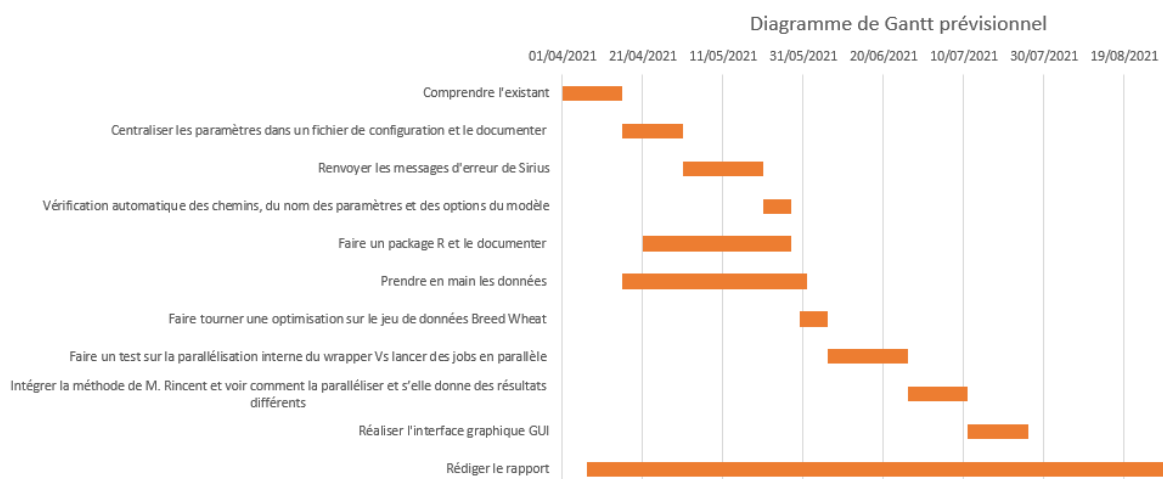 Diagramme de Gantt prévisionnel
01/04/2021 21/04/2021 11/05/2021 31/05/2021 20/06/2021 10/07/2021 30/07/2021 19/08/2021
Comprendre l'existant
Centraliser les paramètres dans un fichier de configuration et le documenter
Renvoyer les messages d'erreur de Sirius
Vérification automatique des chemins, du nom des paramètres et des options du modèle
Faire un package R et le documenter
Prendre en main les données
Faire tourner une optimisation sur le jeu de données Breed Wheat
Faire un test sur la parallélisation interne du wrapper Vs lancer des jobs en parallèle
Intégrer la méthode de M. Rincent et voir comment la paralléliser et s'elle donne des résultats
différents
Réaliser l'interface graphique GUI
Rédiger le rapport